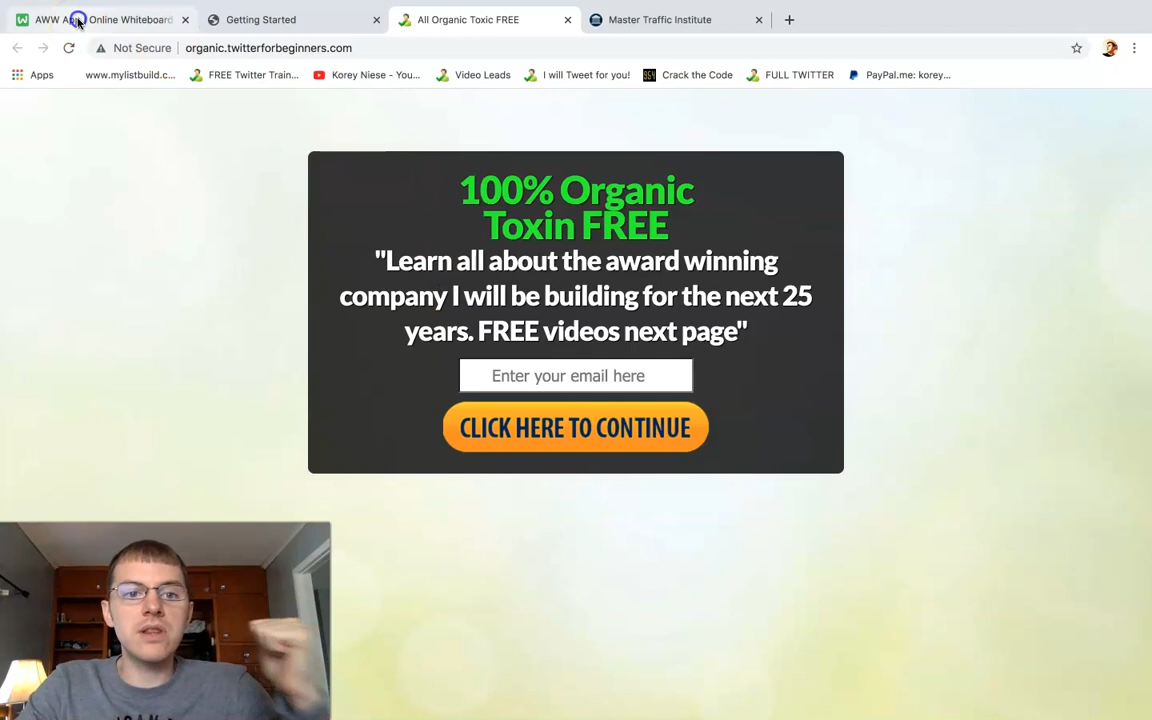 AWW App Online Whiteboard
Getting Started
All Organic Toxic FREE
Master Traffic Institute
Not Secure
organic.twitterforbeginners.com
Apps
www.mylistbuild.c...
FREE Twitter Train...
Korey Niese - You...
Video Leads
I will Tweet for you!
Crack the Code
FULL TWITTER
PayPal.me: korey...
100% Organic
Toxin FREE
"Learn all about the award winning
company I will be building for the next 25
years. FREE videos next page"
Enter your email here
CLICK HERE TO CONTINUE